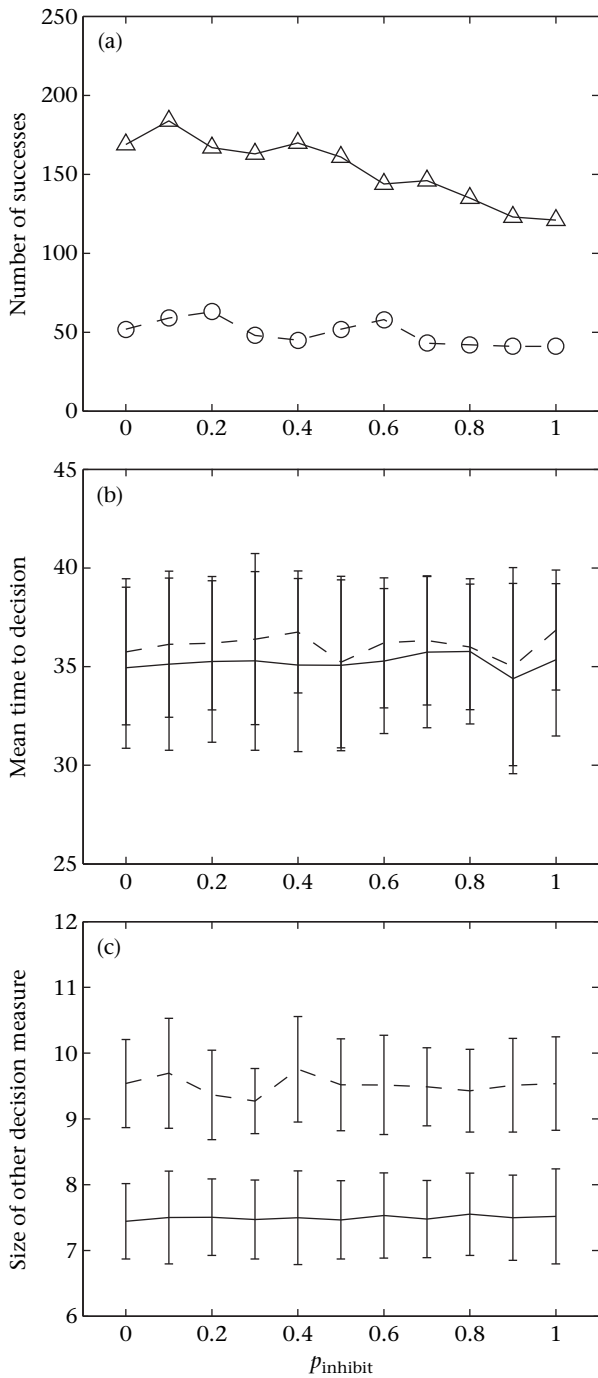 250
(a)
200
150
100
50
0
Number of successes
0 0.2 0.4 0.6 0.8 1
45
(b)
40
35
30
25
Mean time to decision
0 0.2 0.4 0.6 0.8 1
12
(c)
11
10
9
8
7
6
Size of other decision measure
0 0.2 0.4 0.6 0.8 1
pinhibit